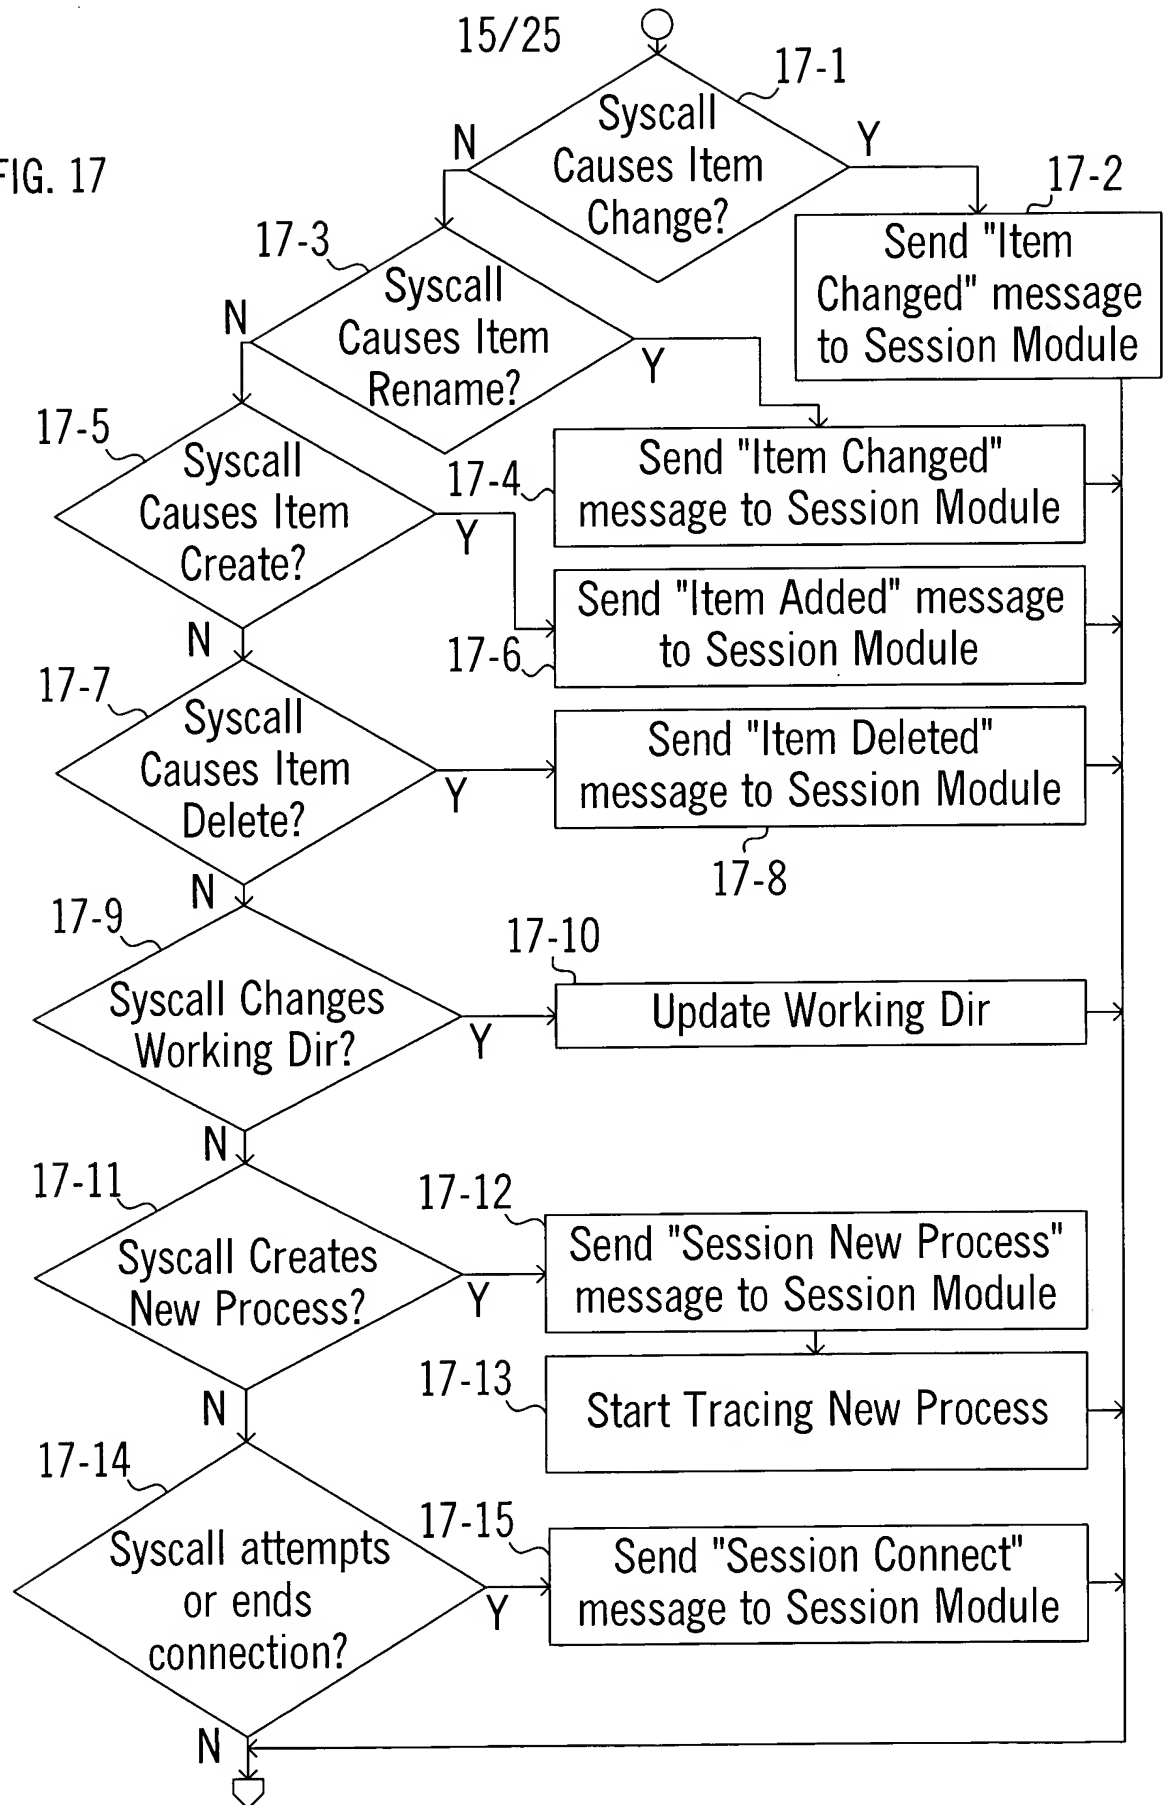 15/25
17-1
Syscall
Causes Item
Change?
N
Y
FIG. 17
17-2
Send "Item
Changed" message
to Session Module
17-3
Syscall
Causes Item
Rename?
N
Y
17-4
Send "Item Changed"
message to Session Module
17-5
Syscall
Causes Item
Create?
Y
N
17-6
Send "Item Added" message
to Session Module
17-7
Syscall
Causes Item
Delete?
Y
N
Send "Item Deleted"
message to Session Module
17-8
17-9
Syscall Changes
Working Dir?
Y
N
17-10
Update Working Dir
17-11
Syscall Creates
New Process?
Y
N
17-12
Send "Session New Process"
message to Session Module
17-13
Start Tracing New Process
17-14
Syscall attempts
or ends
connection?
Y
N
17-15
Send "Session Connect"
message to Session Module